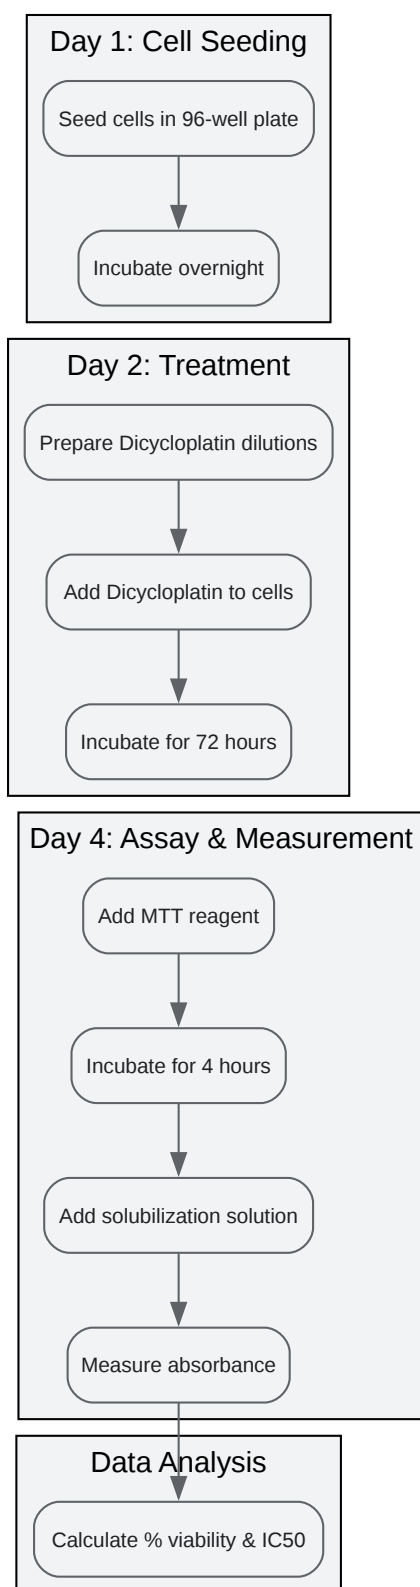 Day 1: Cell Seeding
Seed cells in 96-well plate
Incubate overnight
Day 2: Treatment
Prepare Dicycloplatin dilutions
Add Dicycloplatin to cells
Incubate for 72 hours
Day 4: Assay & Measurement
Add MTT reagent
Incubate for 4 hours
Add solubilization solution
Measure absorbance
Data Analysis
Calculate % viability & IC50